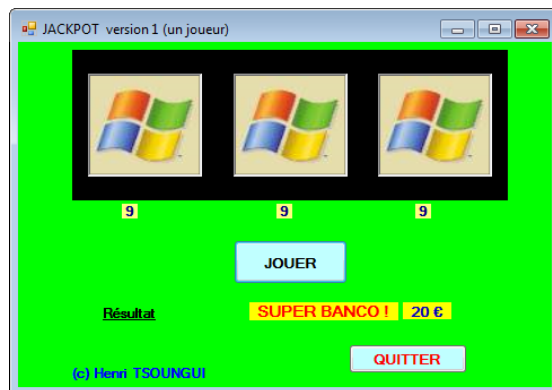 JACKPOT version 1 (un joueur)
9 9 9
JOUER
Résultat SUPER BANCO ! 20 €
QUITTER
(c) Henri TSOUNGUI